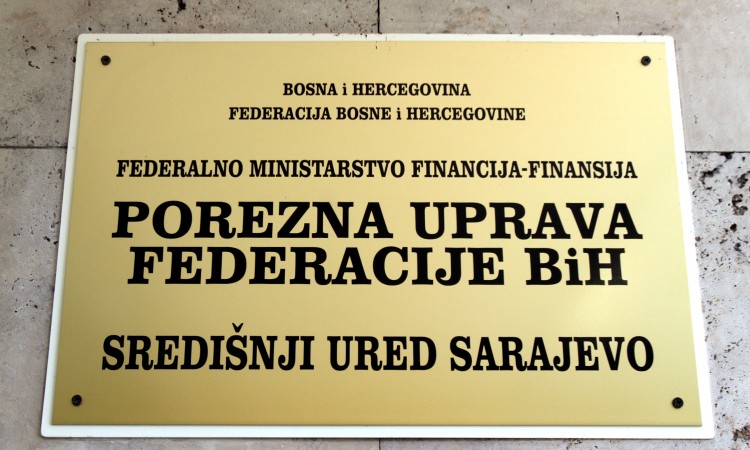 BOSNA i HERCEGOVINA
FEDERACIJA BOSNE i HERCEGOVINE
FEDERALNO MINISTARSTVO FINANCIJA-FINANSIJA
POREZNA UPRAVA
FEDERACIJE BiH
SREDIŠNJI URED SARAJEVO